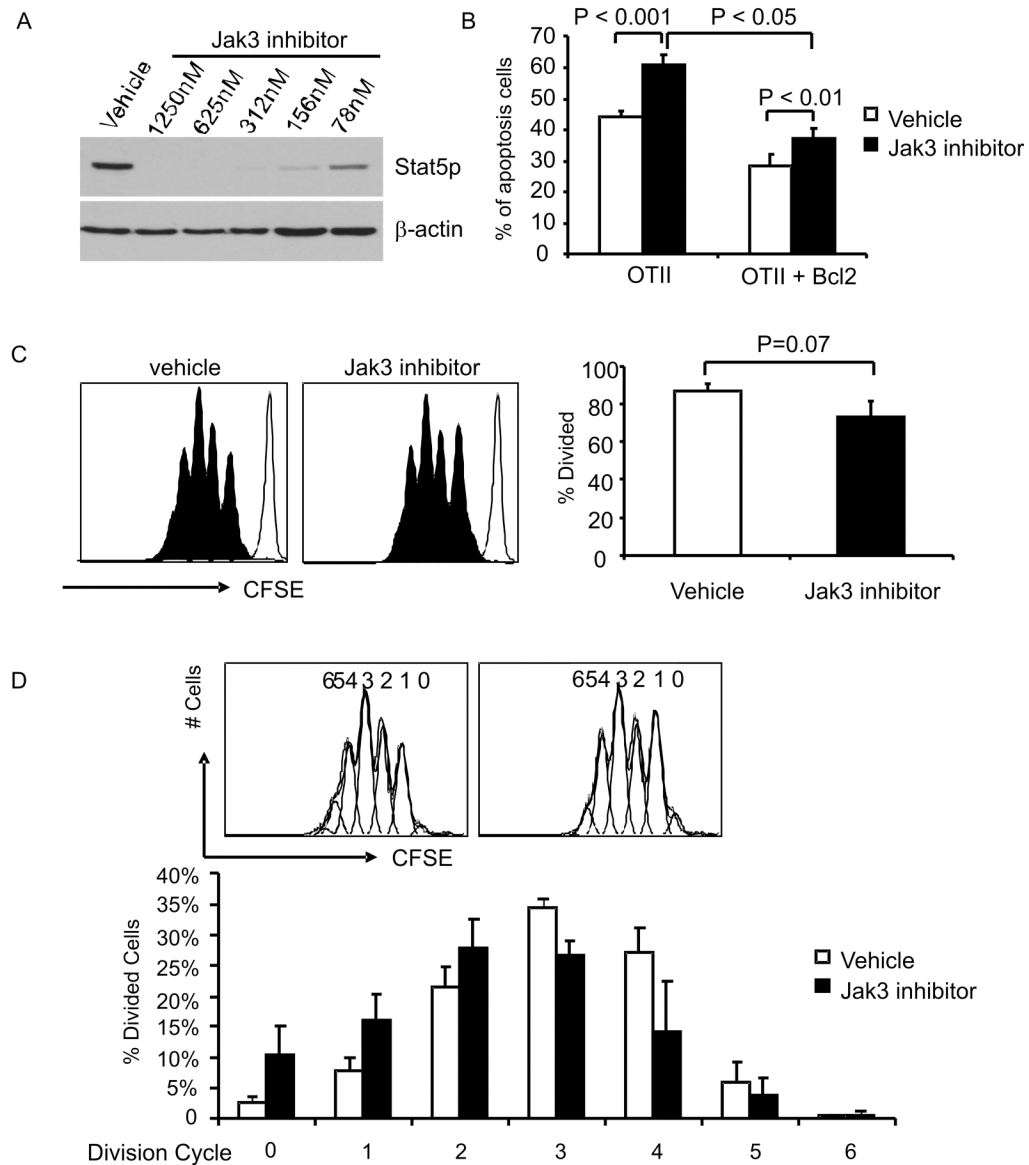 A
Jak3 inhibitor
Vehicle
1250nM
625nM
312nM
156nM
78nM
Stat5p
β-actin
B
P < 0.001
P < 0.05
P < 0.01
% of apoptosis cells
70
60
50
40
30
20
10
0
OTII
OTII + Bcl2
Vehicle
Jak3 inhibitor
C
vehicle
Jak3 inhibitor
CFSE
P=0.07
% Divided
100
80
60
40
20
0
Vehicle
Jak3 inhibitor
D
# Cells
6543210
6543210
CFSE
% Divided Cells
40%
35%
30%
25%
20%
15%
10%
5%
0
Vehicle
Jak3 inhibitor
Division Cycle 0 1 2 3 4 5 6